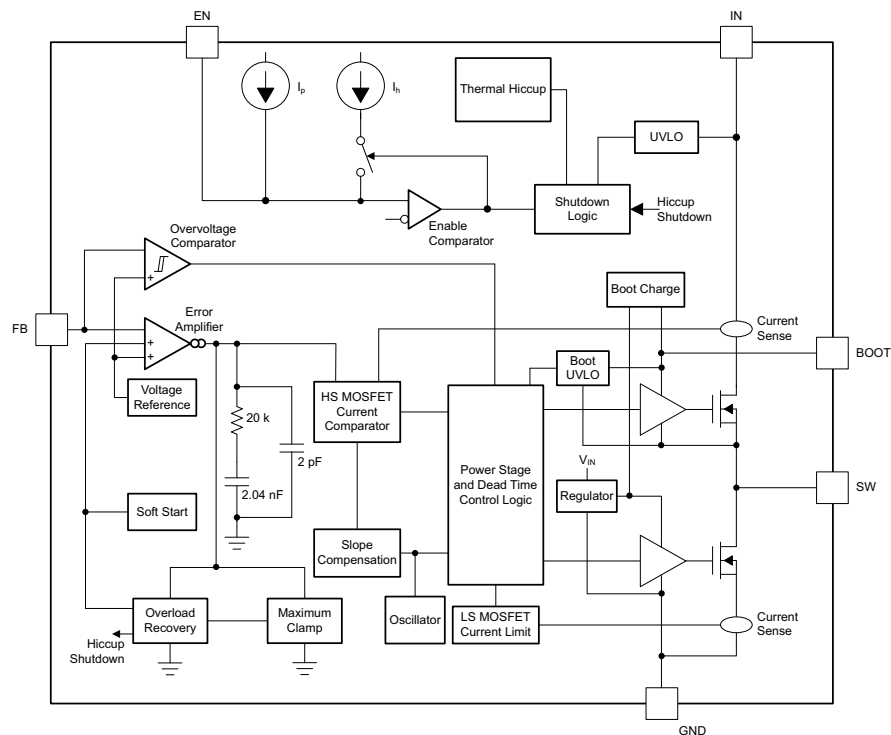 EN
IN
Ip
Ih
Thermal Hiccup
UVLO
Shutdown
Logic
Hiccup
Shutdown
Enable
Comparator
Overvoltage
Comparator
+
Boot Charge
FB
Error
Amplifier
+
+
Current
Sense
BOOT
Voltage
Reference
HS MOSFET
Current
Comparator
Boot
UVLO
20 k
2 pF
2.04 nF
Power Stage
and Dead Time
Control Logic
VIN
Regulator
SW
Soft Start
Slope
Compensation
Overload
Recovery
Maximum
Clamp
Oscillator
LS MOSFET
Current Limit
Current
Sense
Hiccup
Shutdown
GND